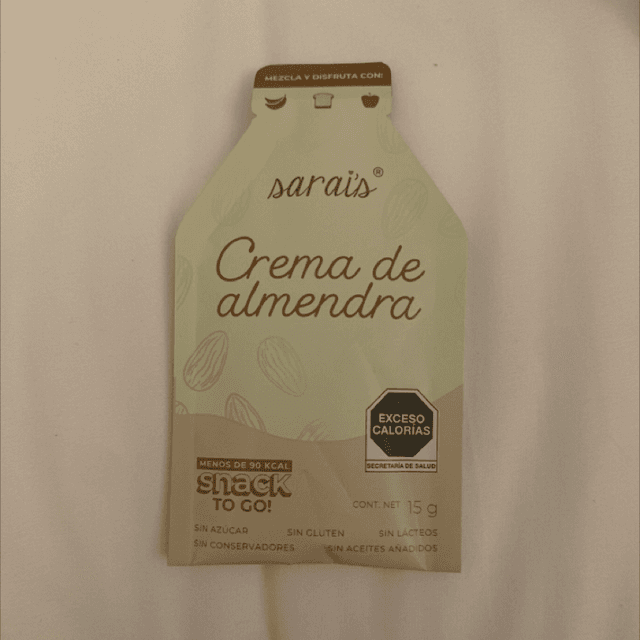 MEZCLA Y DISFRUTA CON:
sarai's®
Crema de
almendra
EXCESO
CALORÍAS
SECRETARÍA DE SALUD
MENOS DE 90 KCAL
snack
TO GO!
CONT. NET 15 g
SIN AZÚCAR SIN GLUTEN SIN LÁCTEOS
SIN CONSERVADORES SIN ACEITES AÑADIDOS